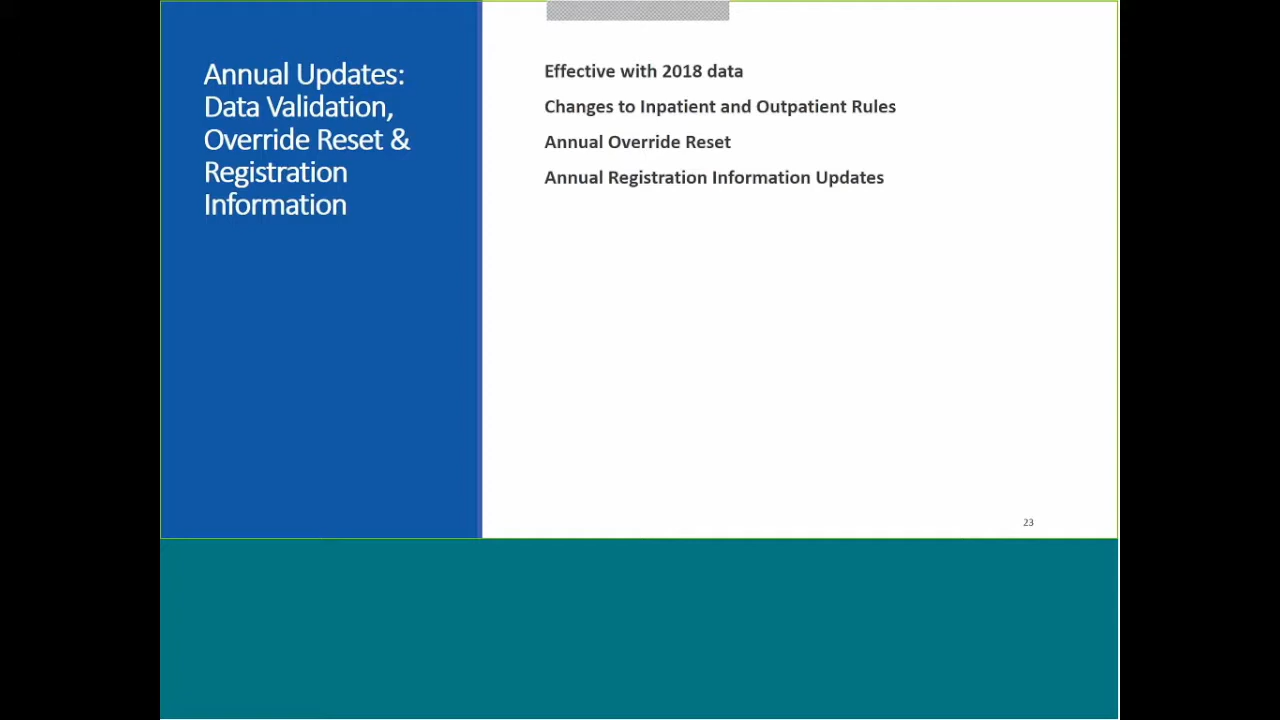 Annual Updates:
Data Validation,
Override Reset &
Registration
Information
Effective with 2018 data
Changes to Inpatient and Outpatient Rules
Annual Override Reset
Annual Registration Information Updates
23